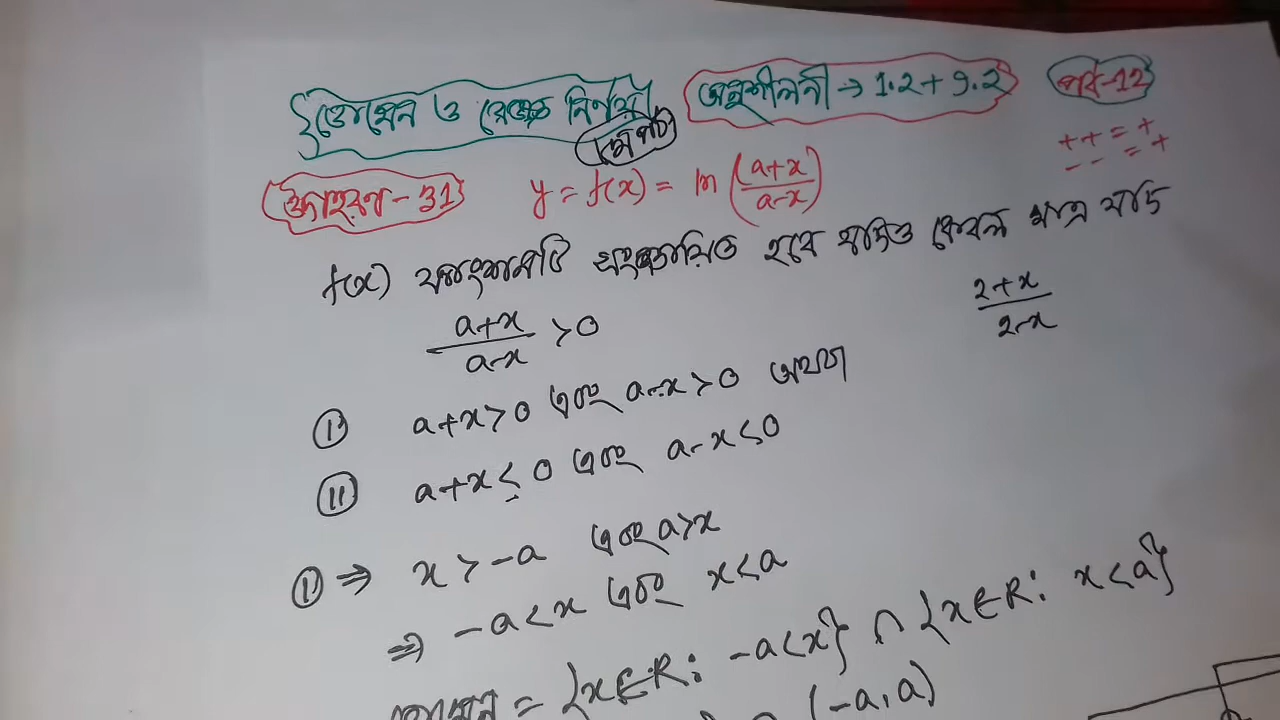 ডোমেন ও রেঞ্জ নির্ণয় অনুশীলনী → 1.2 + 9.2 পর্ব-12
উদাহরণ - 31 y = f(x) = ln (a+x / a-x) + + = +
- - = +
f(x) ফাংশনটি সংজ্ঞায়িত হবে যদিও কেবল মাত্র যদি
a+x / a-x > 0 2+x / 2-x
(i) a+x > 0 এবং a-x > 0 অথবা
(ii) a+x < 0 এবং a-x < 0
(i) ⇒ x > -a এবং a > x
⇒ -a < x এবং x < a
ডোমেন = {x∈R: -a < x} ∩ {x∈R: x < a}
(-a, a)